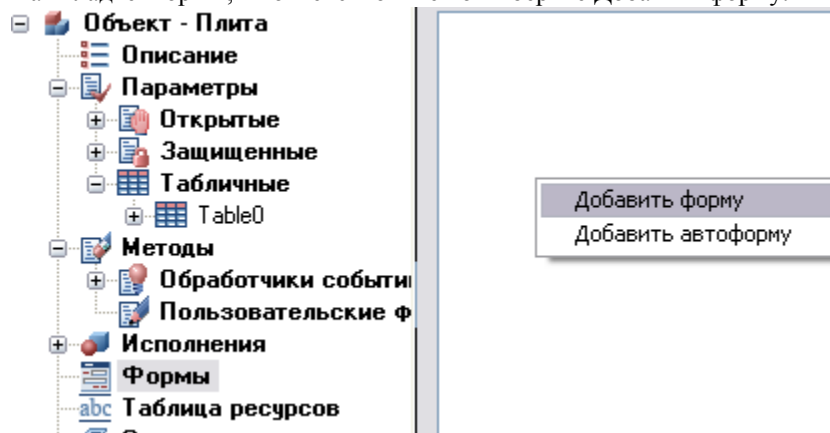 Объект - Плита
Описание
Параметры
Открытые
Защищенные
Табличные
Table0
Методы
Обработчики событи
Пользовательские ф
Исполнения
Формы
abc Таблица ресурсов
Добавить форму
Добавить автоформу